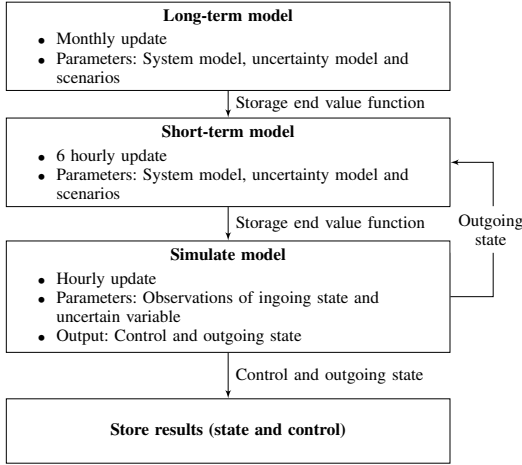 Long-term model
• Monthly update
• Parameters: System model, uncertainty model and
scenarios
Storage end value function
Short-term model
• 6 hourly update
• Parameters: System model, uncertainty model and
scenarios
Storage end value function
Outgoing
state
Simulate model
• Hourly update
• Parameters: Observations of ingoing state and
uncertain variable
• Output: Control and outgoing state
Control and outgoing state
Store results (state and control)